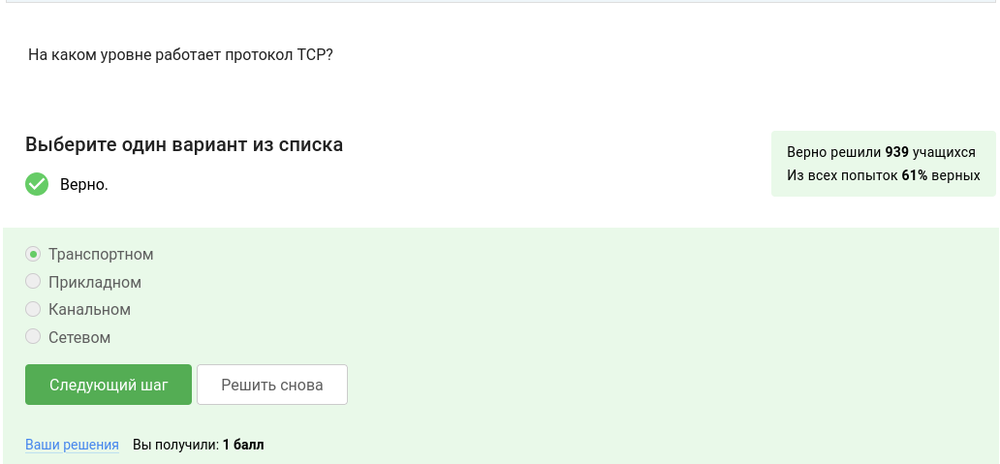 На каком уровне работает протокол TCP?
Выберите один вариант из списка
Верно решили 939 учащихся
Из всех попыток 61% верных
Верно.
Транспортном
Прикладном
Канальном
Сетевом
Следующий шаг Решить снова
Ваши решения Вы получили: 1 балл